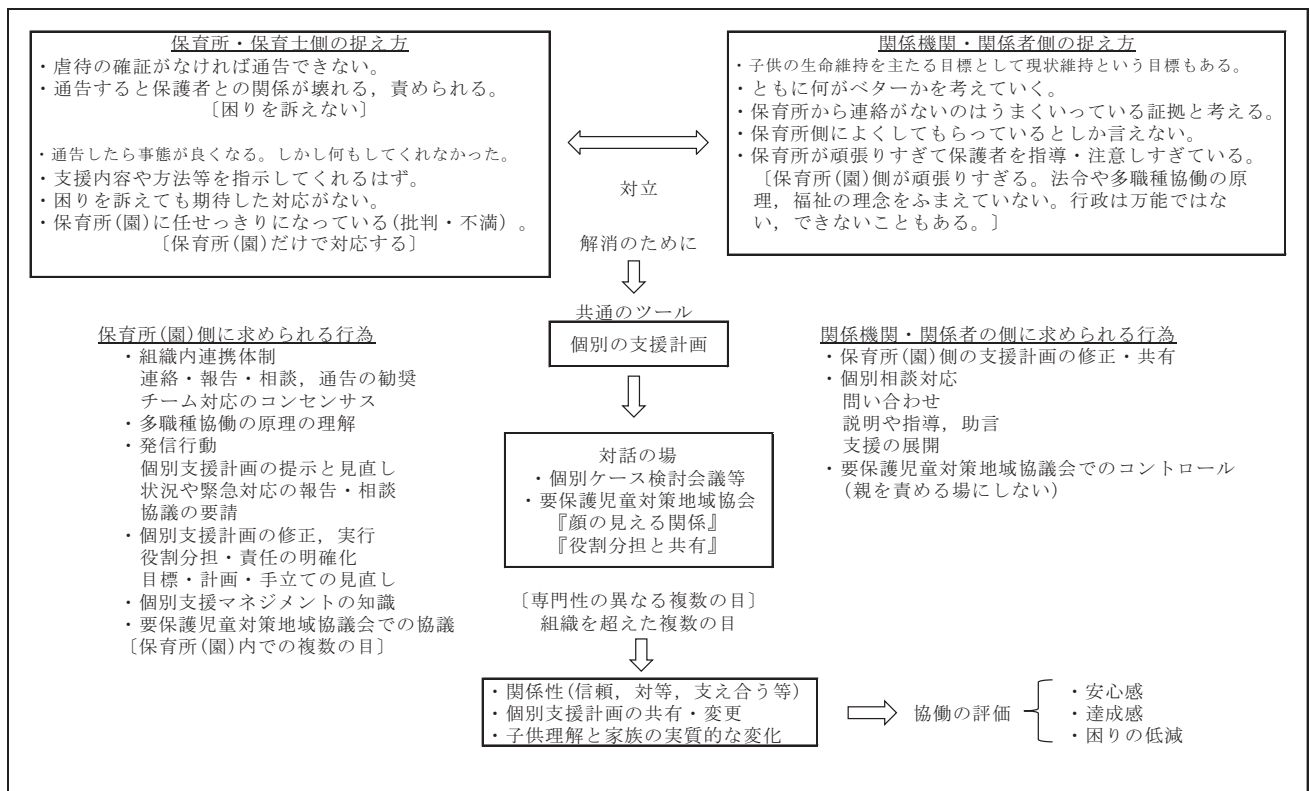 保育所・保育士側の捉え方
・虐待の確証がなければ通告できない。
・通告すると保護者との関係が壊れる，責められる。
〔困りを訴えない〕
・通告したら事態が良くなる。しかし何もしてくれなかった。
・支援内容や方法等を指示してくれるはず。
・困りを訴えても期待した対応がない。
・保育所(園)に任せっきりになっている(批判・不満) 。
〔保育所(園)だけで対応する〕
対立
解消のために
関係機関・関係者側の捉え方
・子供の生命維持を主たる目標として現状維持という目標もある。
・ともに何がベターかを考えていく。
・保育所から連絡がないのはうまくいっている証拠と考える。
・保育所側によくしてもらっているとしか言えない。
・保育所が頑張りすぎて保護者を指導・注意しすぎている。
〔保育所(園)側が頑張りすぎる。法令や多職種協働の原
理，福祉の理念をふまえていない。行政は万能ではな
い，できないこともある。〕
共通のツール
個別の支援計画
保育所(園)側に求められる行為
・組織内連携体制
連絡・報告・相談，通告の勧奨
チーム対応のコンセンサス
・多職種協働の原理の理解
・発信行動
個別支援計画の提示と見直し
状況や緊急対応の報告・相談
協議の要請
・個別支援計画の修正，実行
役割分担・責任の明確化
目標・計画・手立ての見直し
・個別支援マネジメントの知識
・要保護児童対策地域協議会での協議
〔保育所(園)内での複数の目〕
対話の場
・個別ケース検討会議等
・要保護児童対策地域協会
『顔の見える関係』
『役割分担と共有』
関係機関・関係者の側に求められる行為
・保育所(園)側の支援計画の修正・共有
・個別相談対応
問い合わせ
説明や指導，助言
支援の展開
・要保護児童対策地域協議会でのコントロール
(親を責める場にしない)
〔専門性の異なる複数の目〕
組織を超えた複数の目
・関係性(信頼，対等，支え合う等)
・個別支援計画の共有・変更
・子供理解と家族の実質的な変化
協働の評価
・安心感
・達成感
・困りの低減